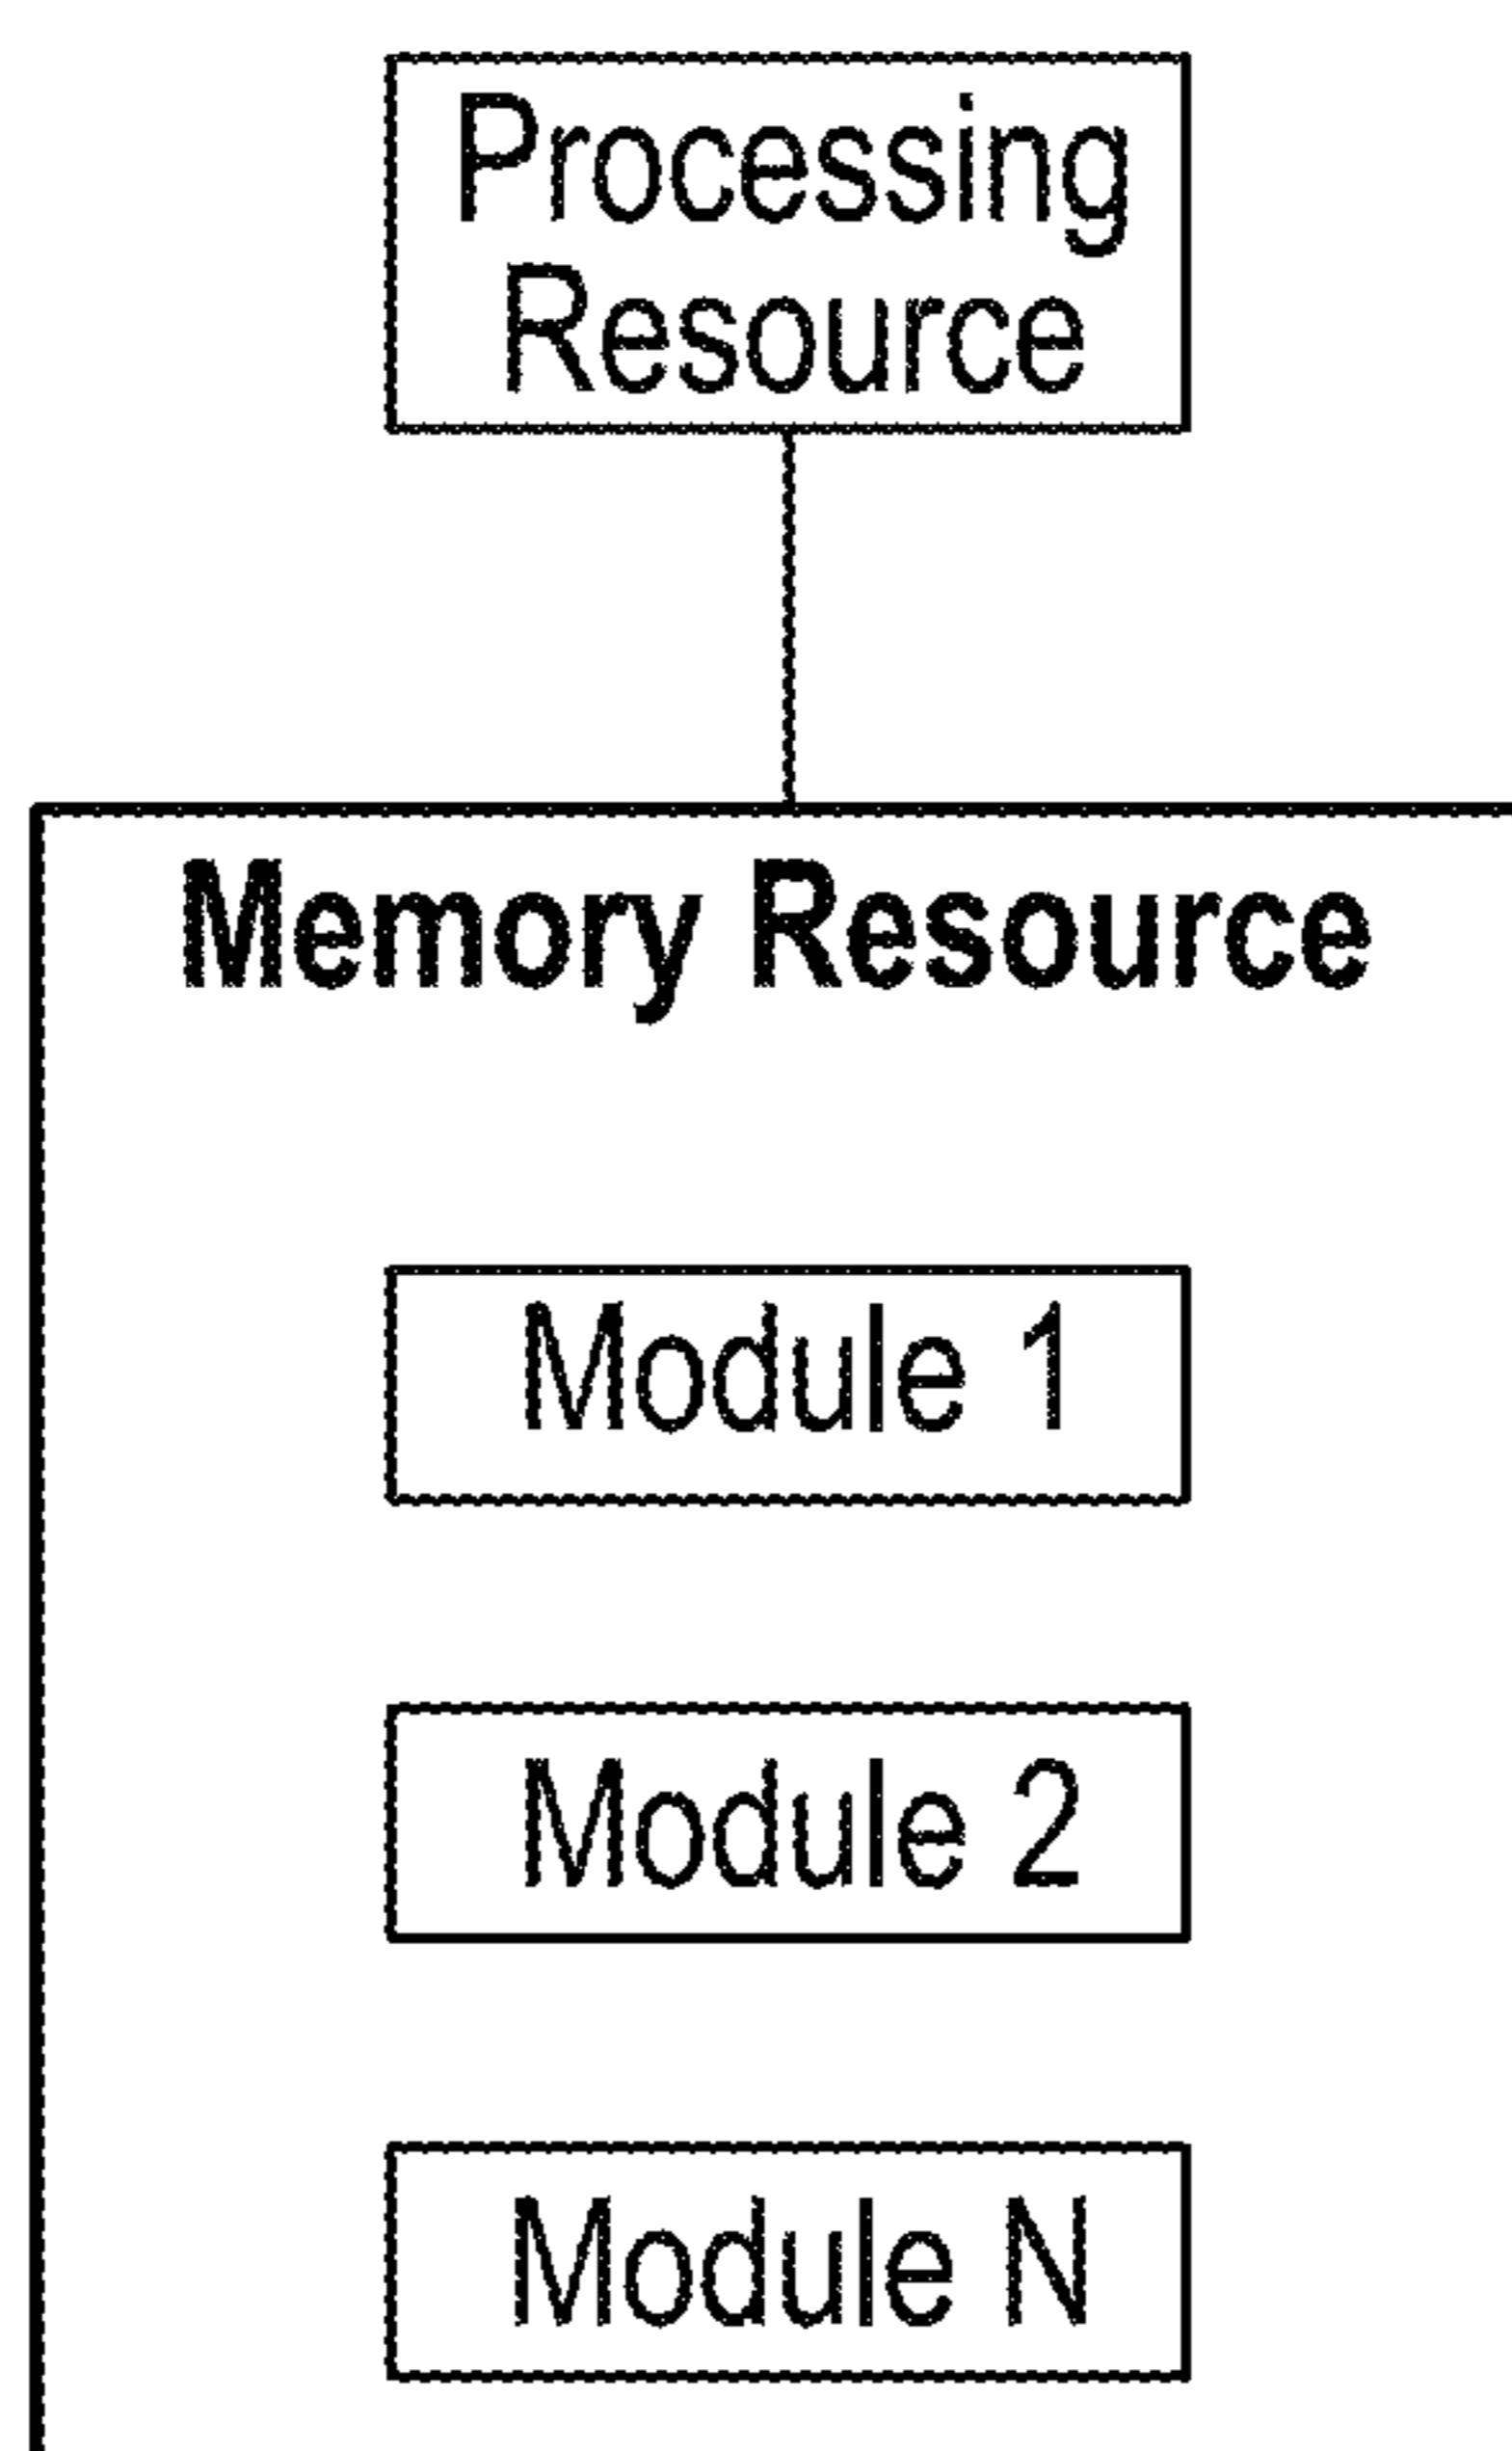 Processing
Resource
Memory Resource
Module 1
Module 2
Module N